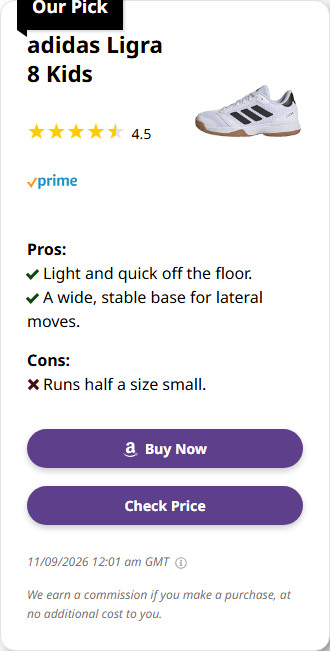 Our Pick
adidas Ligra
8 Kids
4.5
prime
Pros:
Light and quick off the floor.
A wide, stable base for lateral
moves.
Cons:
Runs half a size small.
Buy Now
Check Price
11/09/2026 12:01 am GMT
We earn a commission if you make a purchase, at
no additional cost to you.